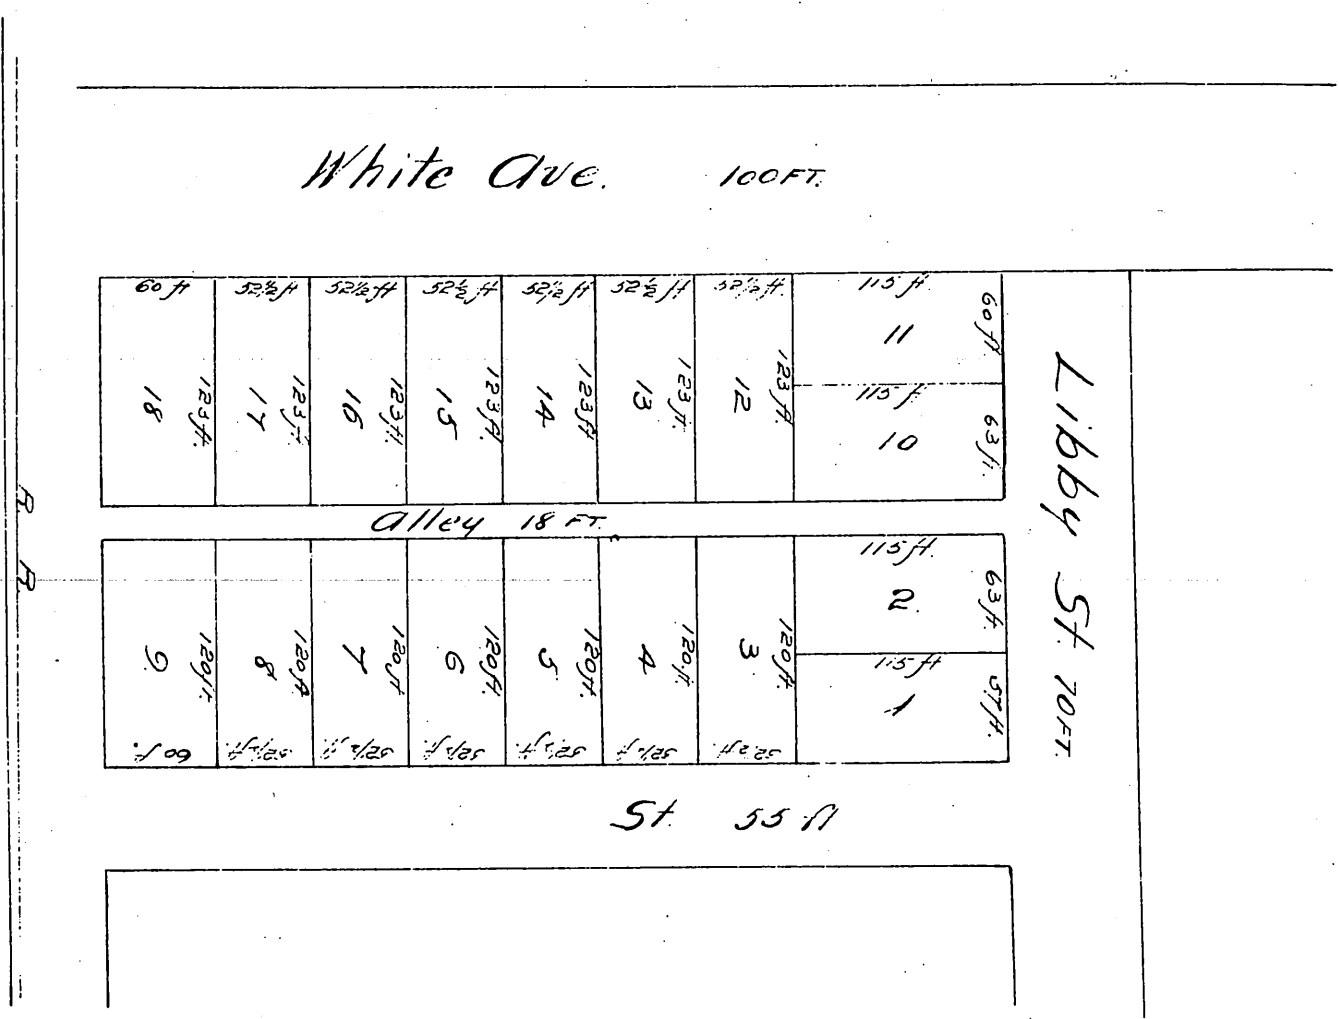 White Ave. 100 FT.
60 ft 52½ ft 52½ ft 52½ ft 52½ ft 52½ ft 52½ ft. 115 ft.
11
60 ft.
18
123 ft.
17
123 ft.
16
123 ft.
15
123 ft.
14
123 ft
13
123 ft.
12
123 ft.
115 ft.
10
63 ft.
Alley 18 FT.
115 ft.
2.
63 ft.
9.
120 ft.
8
120 ft.
7
120 ft
6
120 ft.
5
120 ft.
4
120 ft.
3
120 ft.
115 ft
1
57 ft.
60 ft. 52½ ft. 52½ ft. 52½ ft. 52½ ft. 52½ ft. 52½ ft.
St. 55 ft
Libby St. 70 FT.
R R